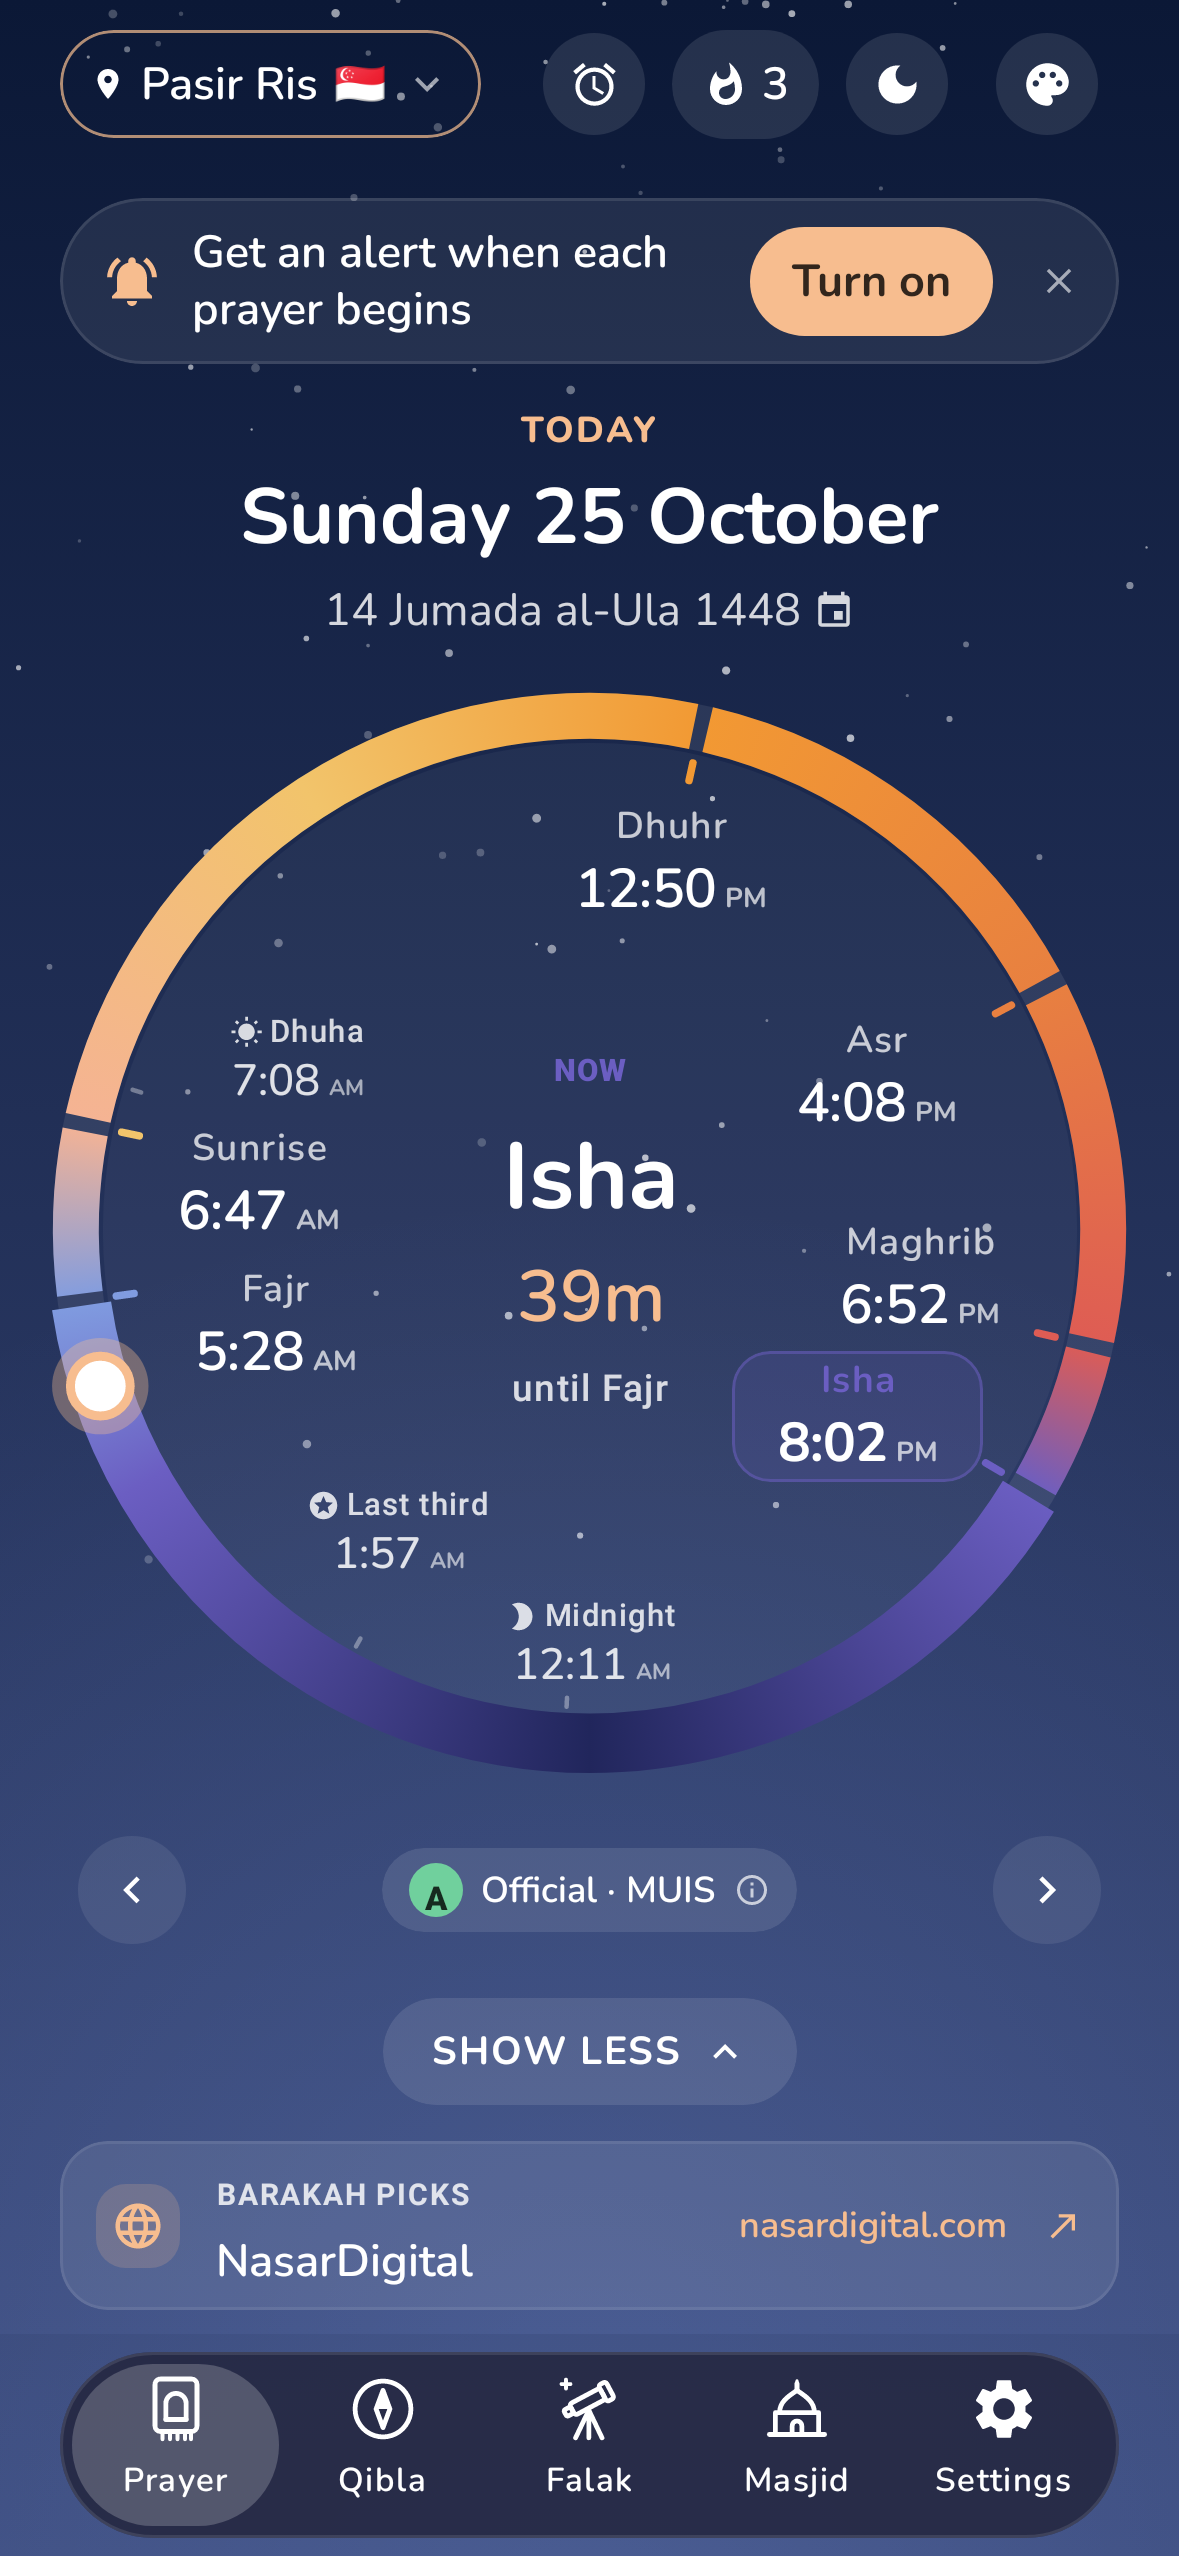 Pasir Ris 🇸🇬
3
Get an alert when each
prayer begins
Turn on
TODAY
Sunday 25 October
14 Jumada al-Ula 1448
Dhuhr
12:50 PM
Dhuha
7:08 AM
Asr
4:08 PM
NOW
Sunrise
6:47 AM
Isha
Maghrib
6:52 PM
Fajr
5:28 AM
39m
until Fajr
Isha
8:02 PM
Last third
1:57 AM
Midnight
12:11 AM
A Official · MUIS
SHOW LESS
BARAKAH PICKS
NasarDigital
nasardigital.com
Prayer
Qibla
Falak
Masjid
Settings